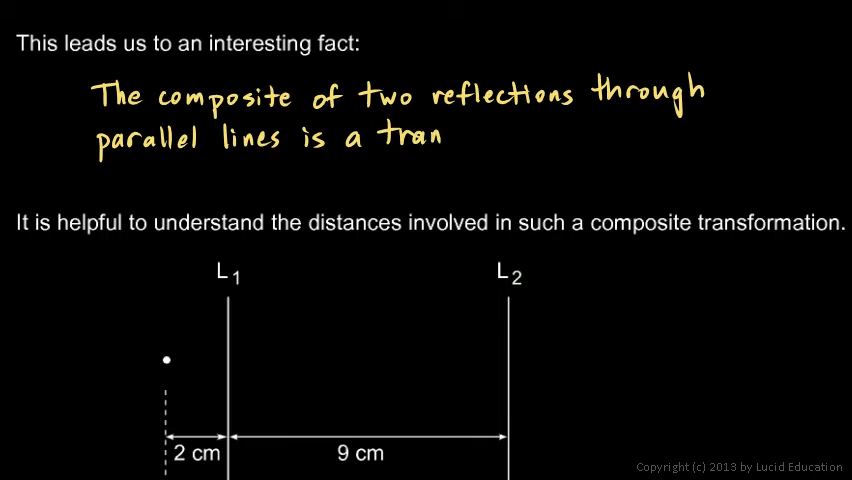 This leads us to an interesting fact:
The composite of two reflections through
parallel lines is a tran
It is helpful to understand the distances involved in such a composite transformation.
L1 L2
2 cm 9 cm
Copyright (c) 2013 by Lucid Education